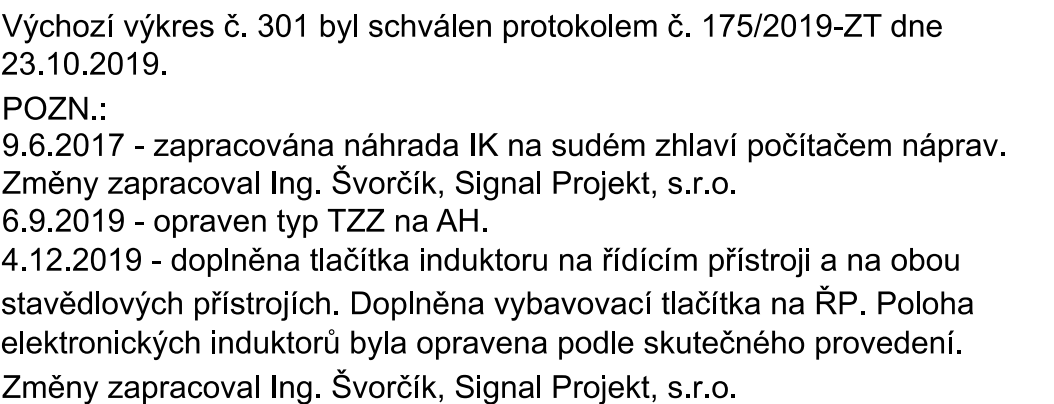 Výchozí výkres č. 301 byl schválen protokolem č. 175/2019-ZT dne
23.10.2019.
POZN.:
9.6.2017 - zapracována náhrada IK na sudém zhlaví počítačem náprav.
Změny zapracoval Ing. Švorčík, Signal Projekt, s.r.o.
6.9.2019 - opraven typ TZZ na AH.
4.12.2019 - doplněna tlačítka induktoru na řídícím přístroji a na obou
stavědlových přístrojích. Doplněna vybavovací tlačítka na ŘP. Poloha
elektronických induktorů byla opravena podle skutečného provedení.
Změny zapracoval Ing. Švorčík, Signal Projekt, s.r.o.